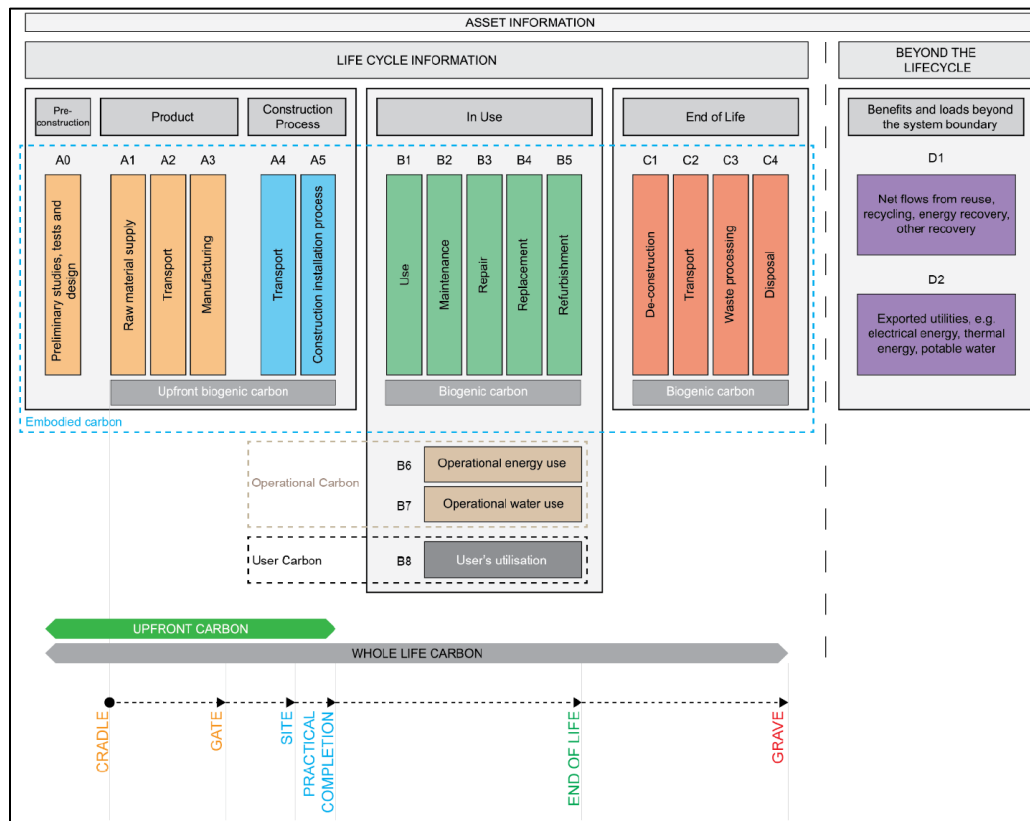 ASSET INFORMATION
LIFE CYCLE INFORMATION
BEYOND THE
LIFECYCLE
Pre-
construction
Product
Construction
Process
In Use
End of Life
Benefits and loads beyond
the system boundary
A0
A1
A2
A3
A4
A5
B1
B2
B3
B4
B5
C1
C2
C3
C4
D1
Preliminary studies, tests and
design
Raw material supply
Transport
Manufacturing
Transport
Construction installation process
Use
Maintenance
Repair
Replacement
Refurbishment
De-construction
Transport
Waste processing
Disposal
Net flows from reuse,
recycling, energy recovery,
other recovery
D2
Exported utilities, e.g.
electrical energy, thermal
energy, potable water
Upfront biogenic carbon
Biogenic carbon
Biogenic carbon
Embodied carbon
Operational Carbon
B6
Operational energy use
B7
Operational water use
User Carbon
B8
User's utilisation
UPFRONT CARBON
WHOLE LIFE CARBON
CRADLE
GATE
SITE
PRACTICAL
COMPLETION
END OF LIFE
GRAVE